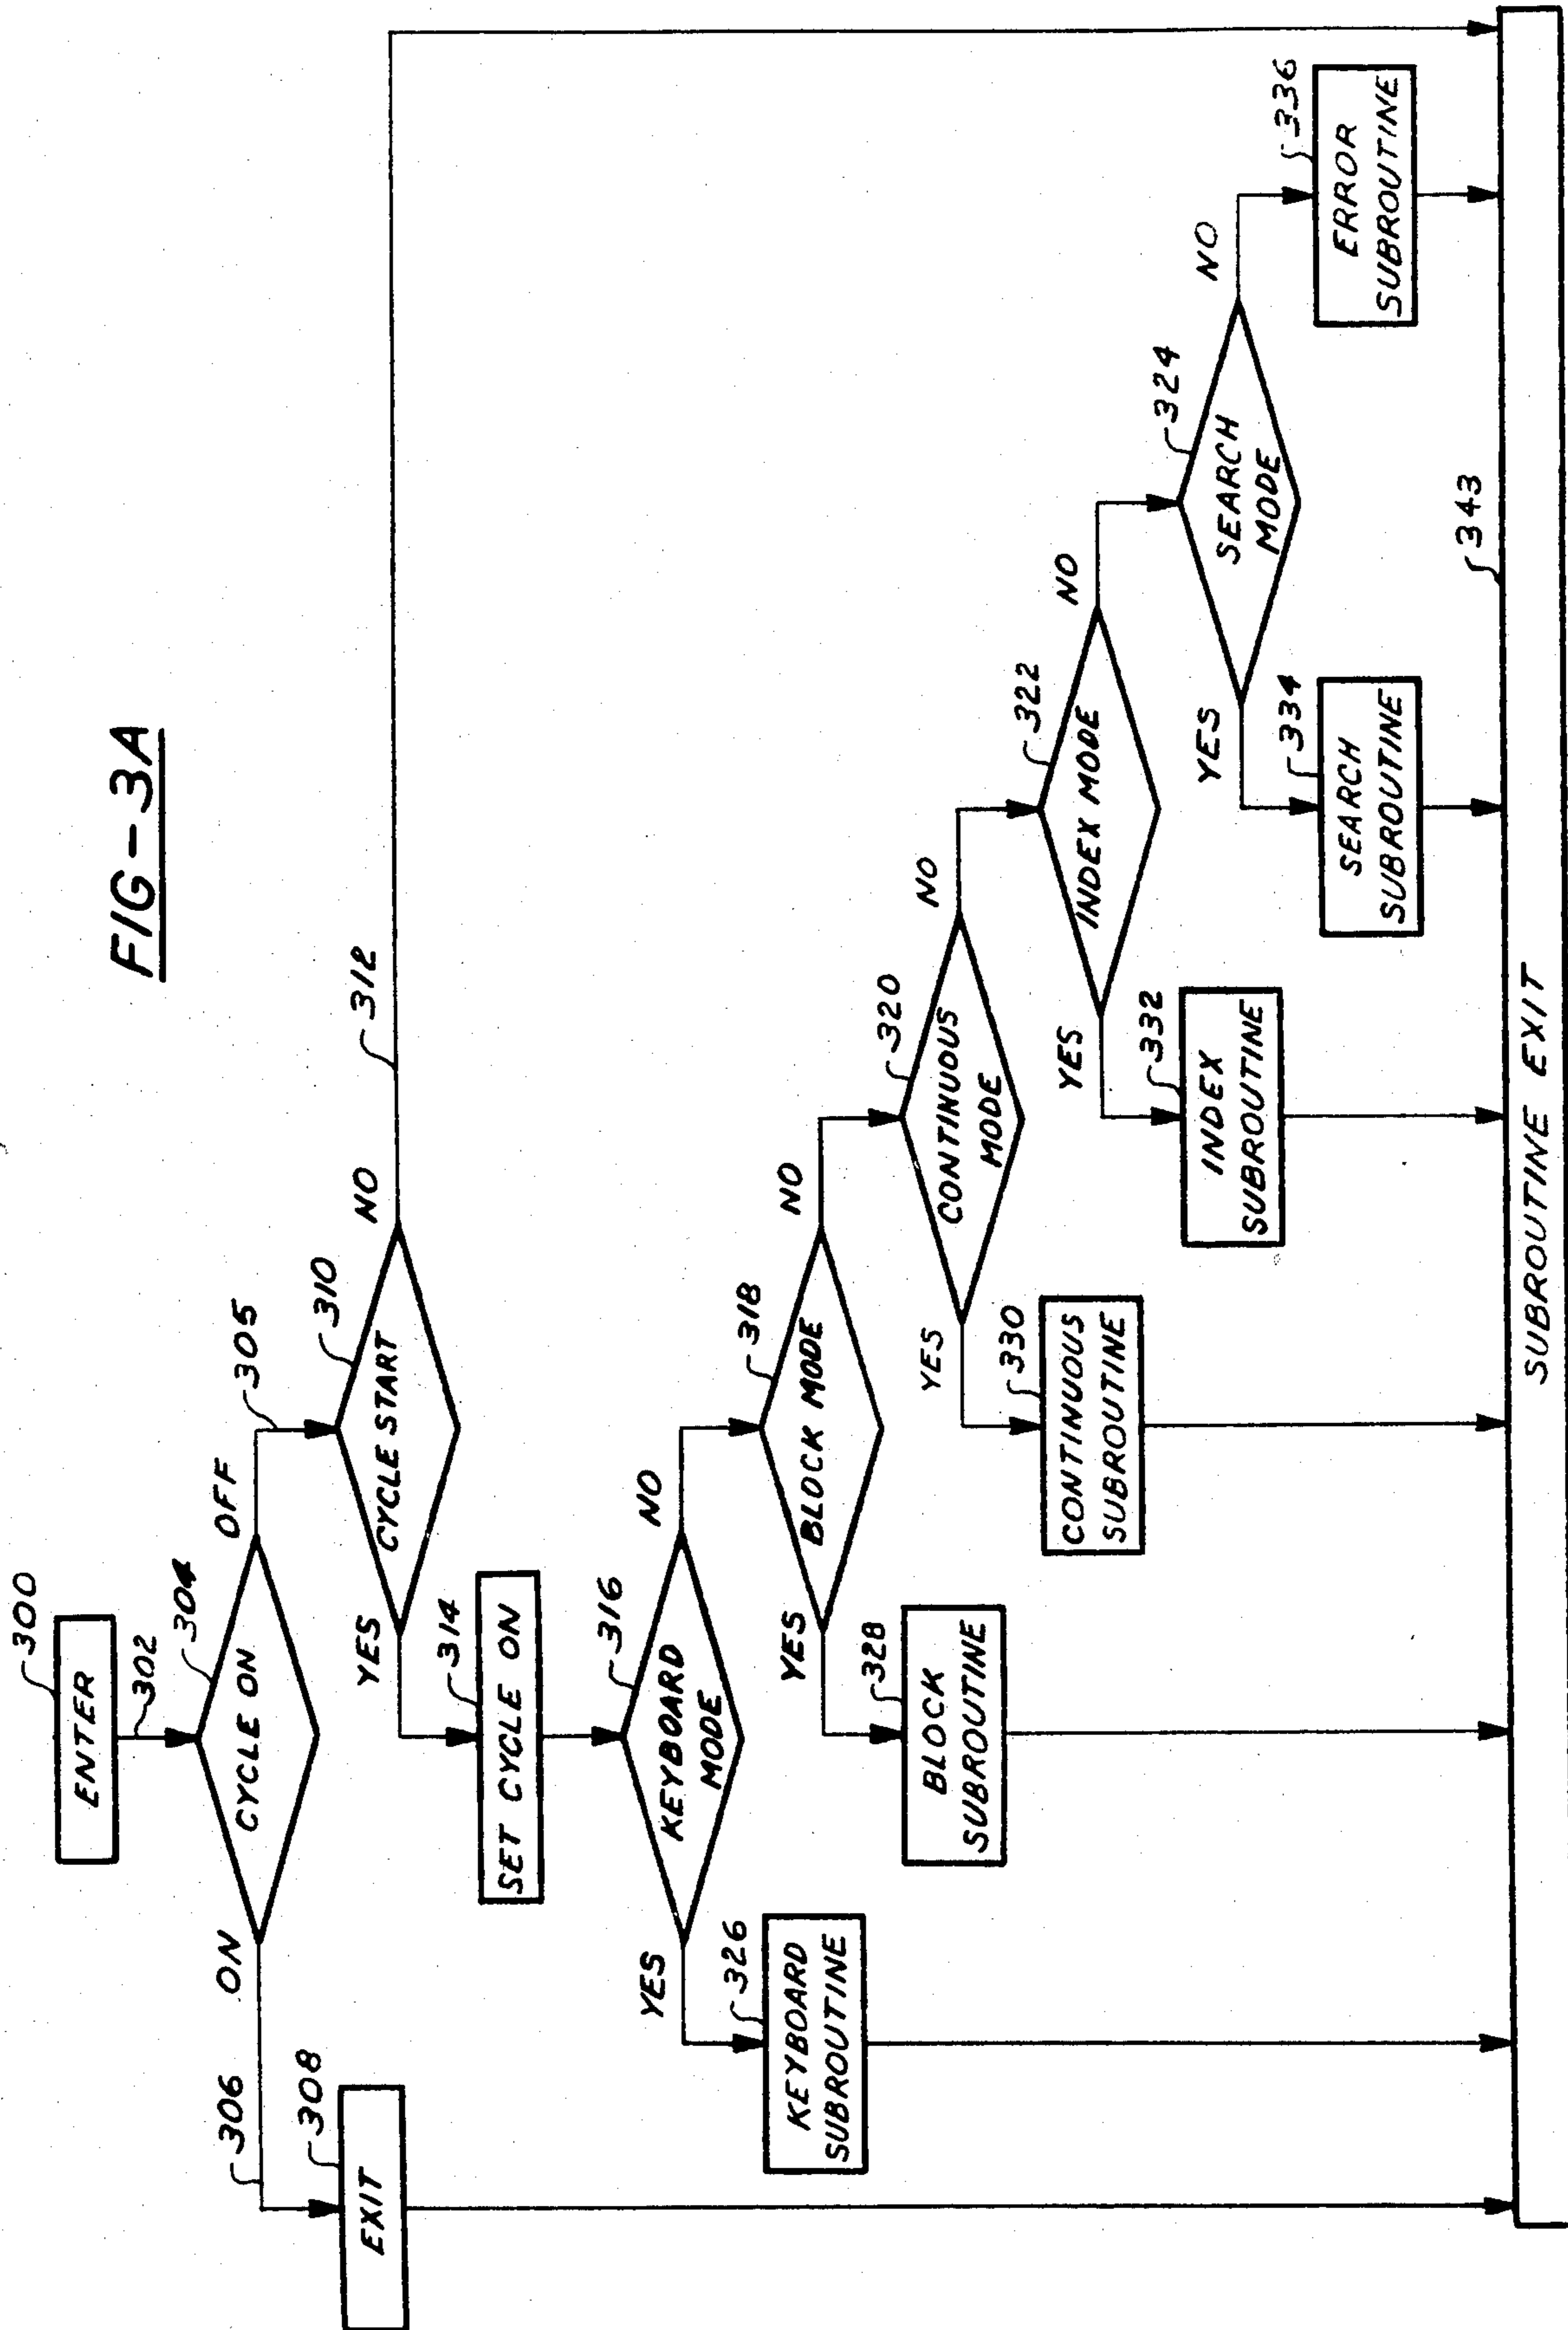 FIG-3A
300
ENTER
302
304
CYCLE ON
ON
OFF
306
305
308
EXIT
310
CYCLE START
YES
NO
312
314
SET CYCLE ON
316
KEYBOARD
MODE
YES
NO
318
BLOCK MODE
YES
NO
320
CONTINUOUS
MODE
YES
NO
322
INDEX MODE
YES
NO
324
SEARCH
MODE
YES
NO
326
KEYBOARD
SUBROUTINE
328
BLOCK
SUBROUTINE
330
CONTINUOUS
SUBROUTINE
332
INDEX
SUBROUTINE
334
SEARCH
SUBROUTINE
336
ERROR
SUBROUTINE
343
SUBROUTINE EXIT